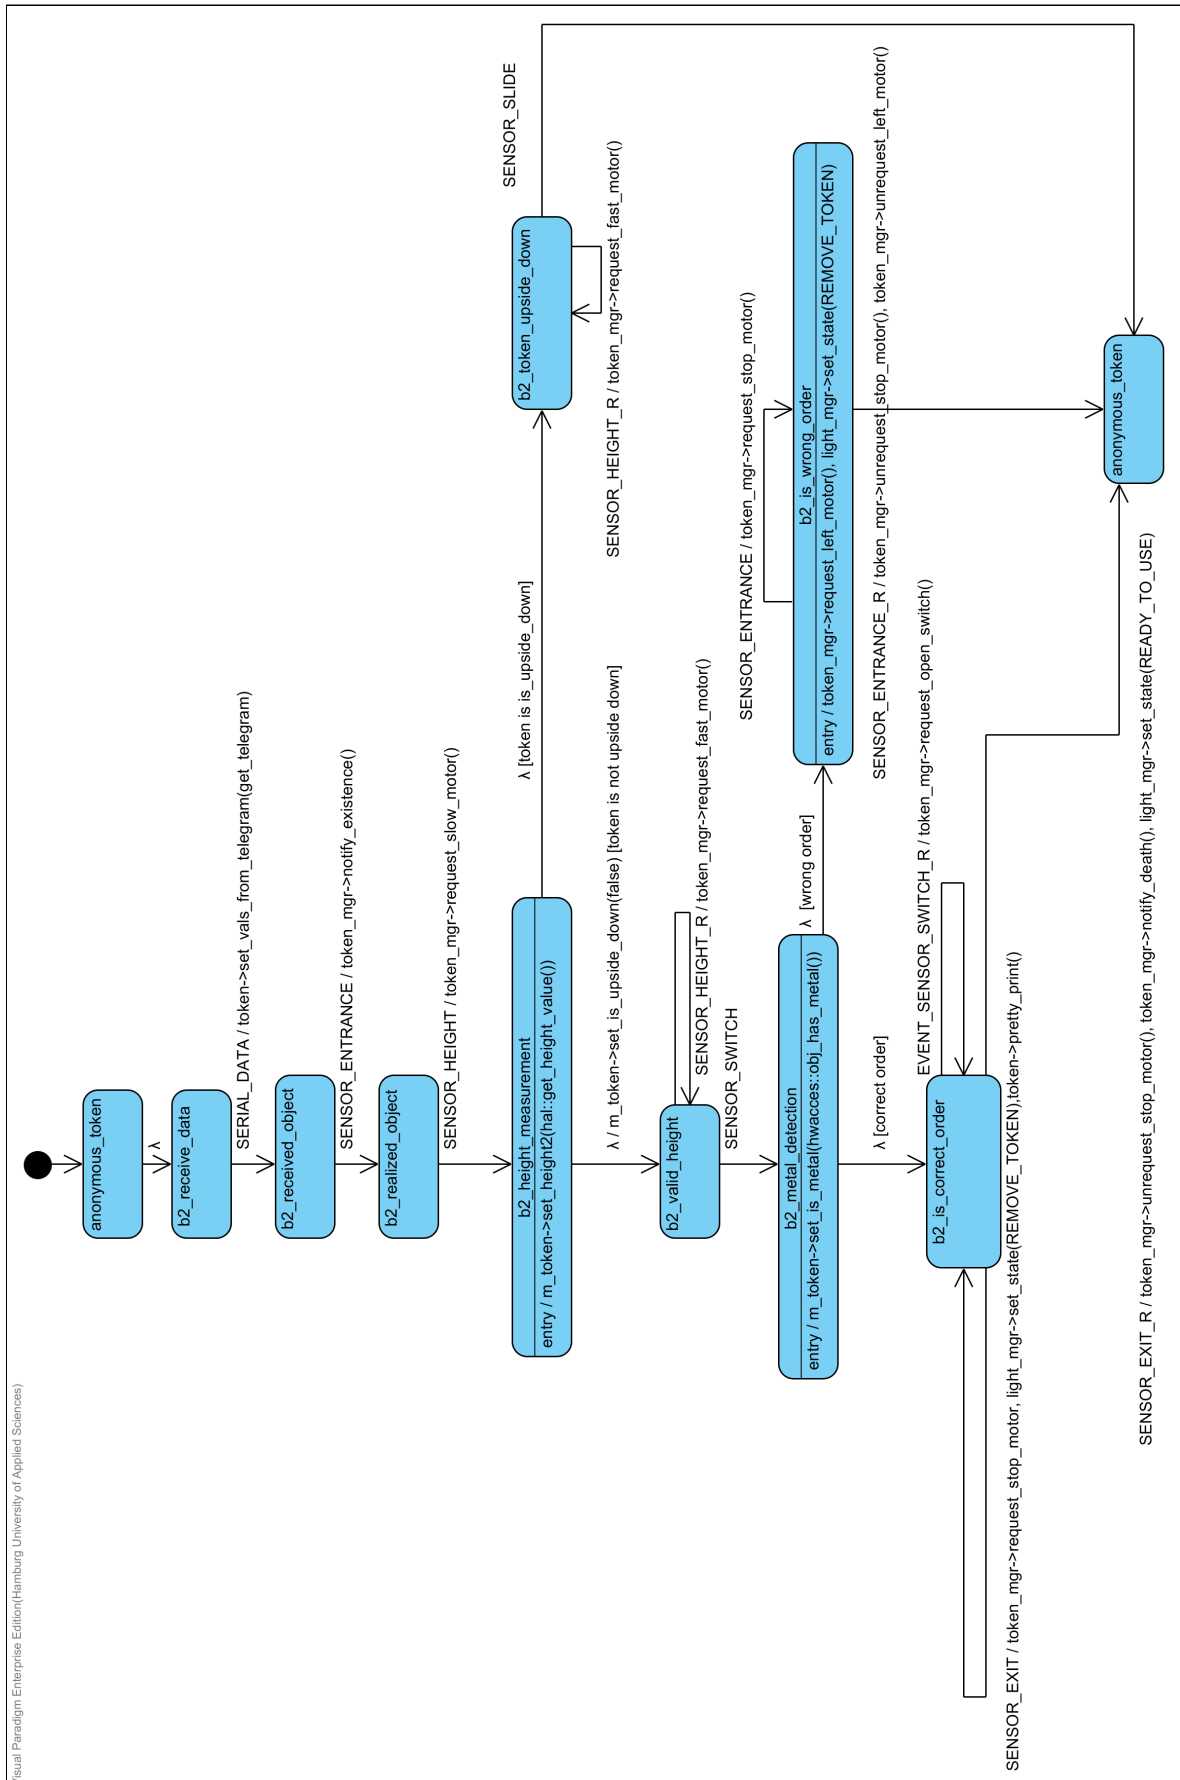 Visual Paradigm Enterprise Edition(Hamburg University of Applied Sciences)
anonymous_token
λ
b2_receive_data
SERIAL_DATA / token->set_vals_from_telegram(get_telegram)
b2_received_object
SENSOR_ENTRANCE / token_mgr->notify_existence()
b2_realized_object
SENSOR_HEIGHT / token_mgr->request_slow_motor()
b2_height_measurement
entry / m_token->set_height2(hal::get_height_value())
λ [token is is_upside_down]
b2_token_upside_down
SENSOR_SLIDE
SENSOR_HEIGHT_R / token_mgr->request_fast_motor()
λ / m_token->set_is_upside_down(false) [token is not upside down]
b2_valid_height
SENSOR_HEIGHT_R / token_mgr->request_fast_motor()
SENSOR_SWITCH
b2_metal_detection
entry / m_token->set_is_metal(hwacces::obj_has_metal())
λ [wrong order]
SENSOR_ENTRANCE / token_mgr->request_stop_motor()
b2_is_wrong_order
entry / token_mgr->request_left_motor(), light_mgr->set_state(REMOVE_TOKEN)
SENSOR_ENTRANCE_R / token_mgr->unrequest_stop_motor(), token_mgr->unrequest_left_motor()
λ [correct order]
EVENT_SENSOR_SWITCH_R / token_mgr->request_open_switch()
b2_is_correct_order
SENSOR_EXIT / token_mgr->request_stop_motor, light_mgr->set_state(REMOVE_TOKEN),token->pretty_print()
anonymous_token
SENSOR_EXIT_R / token_mgr->unrequest_stop_motor(), token_mgr->notify_death(), light_mgr->set_state(READY_TO_USE)